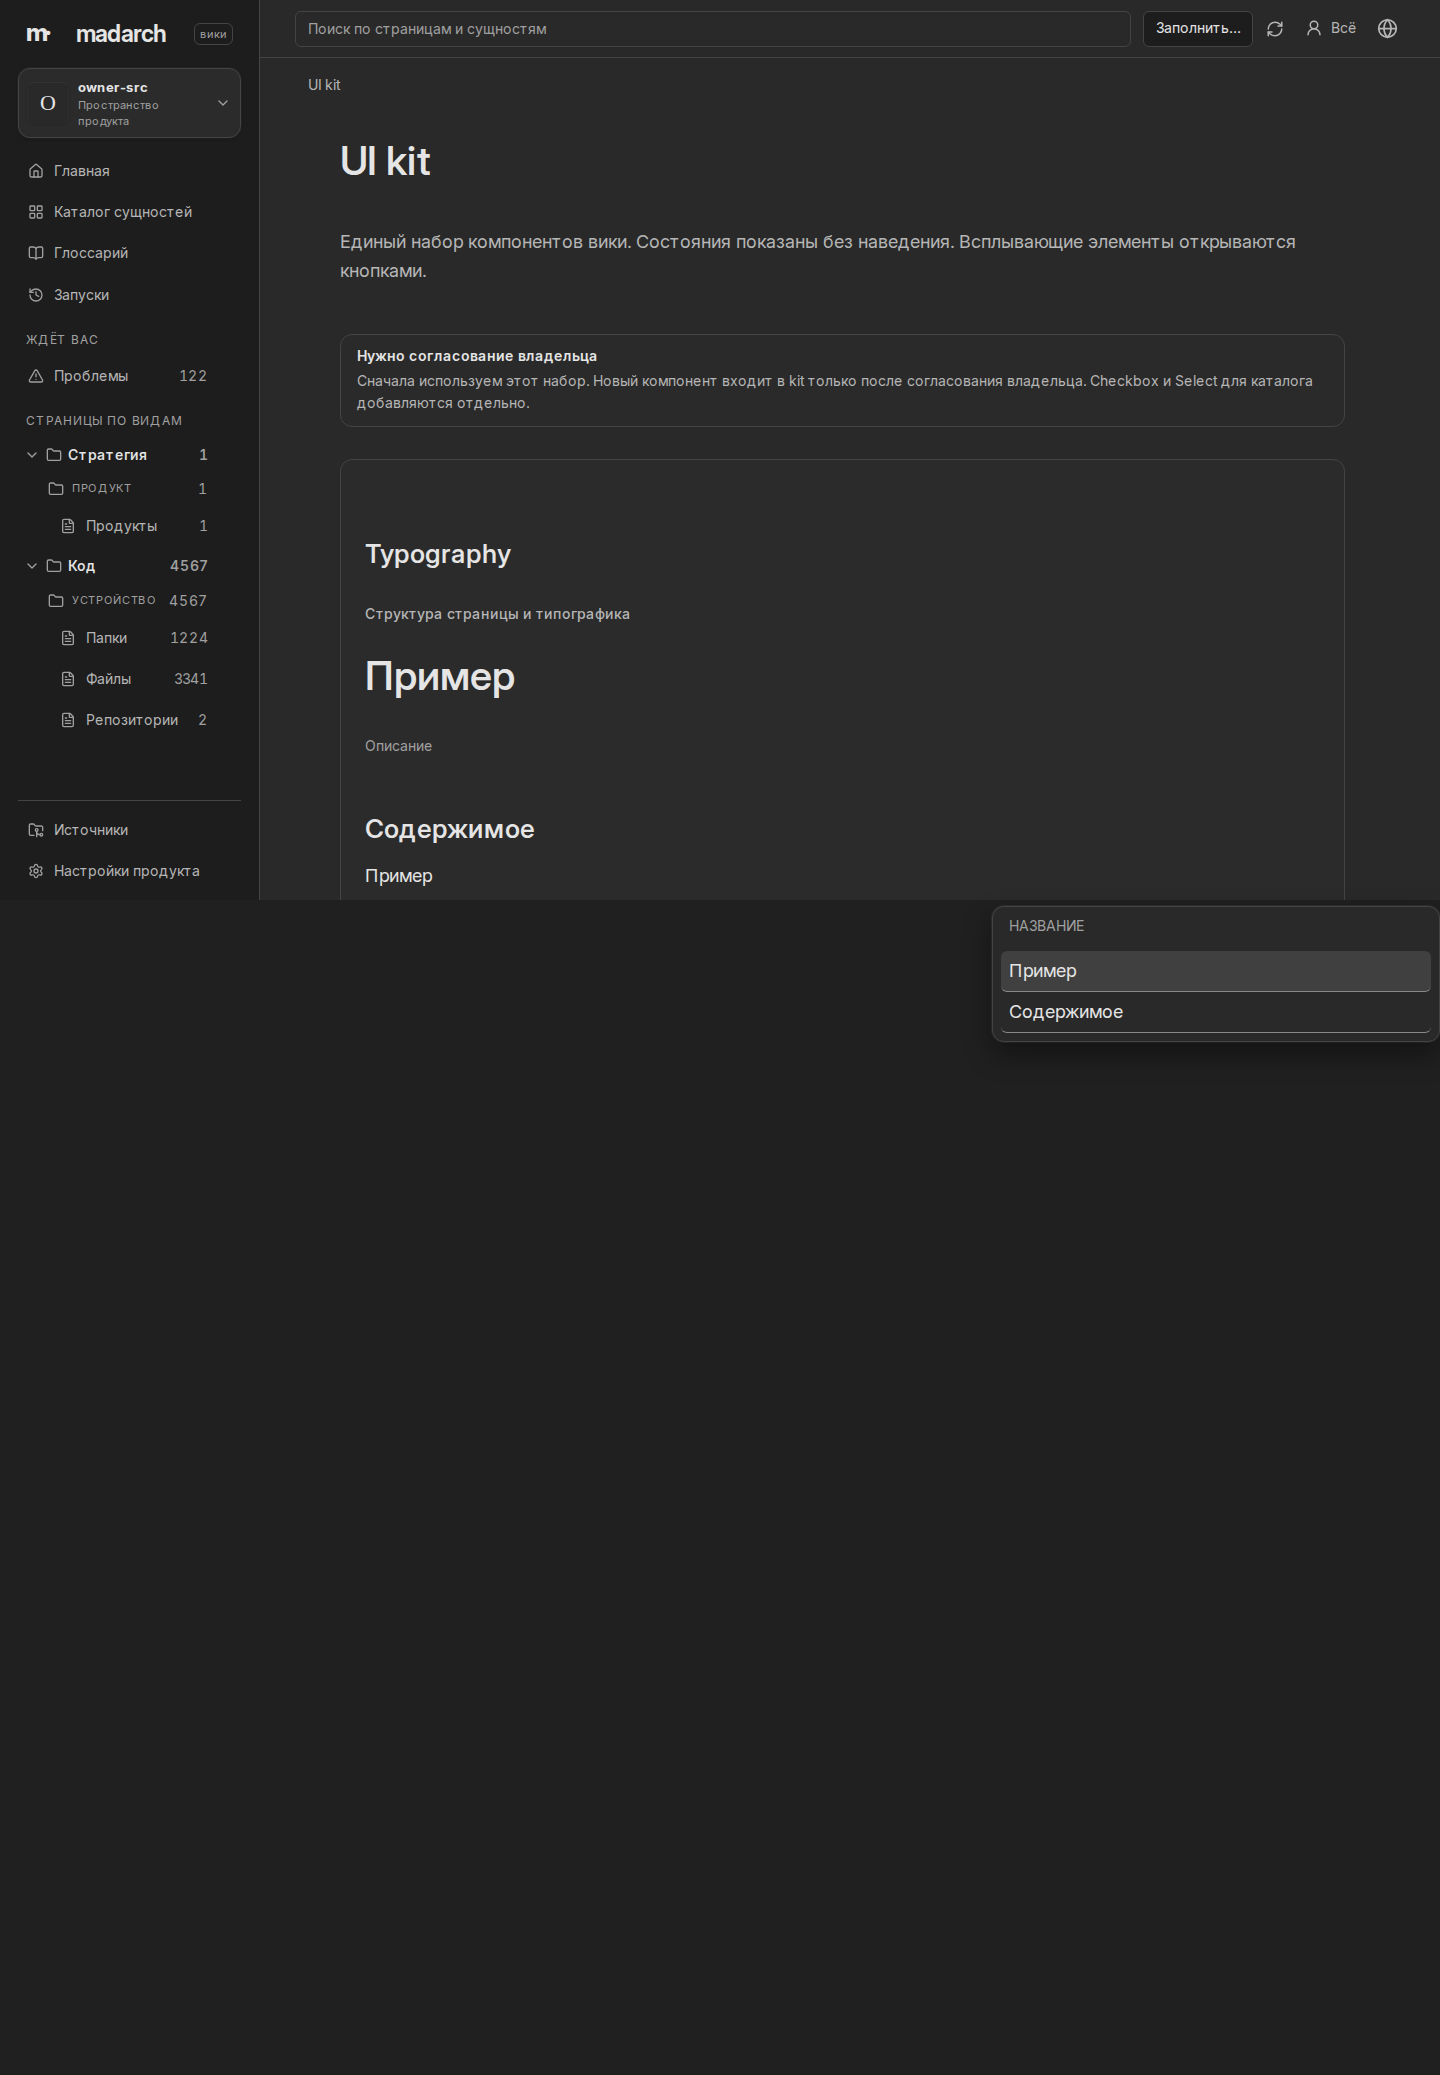 m
madarch
вики
O
owner-src
Пространство
продукта
Главная
Каталог сущностей
Глоссарий
Запуски
ЖДЁТ ВАС
Проблемы 122
СТРАНИЦЫ ПО ВИДАМ
Стратегия 1
ПРОДУКТ 1
Продукты 1
Код 4567
УСТРОЙСТВО 4567
Папки 1224
Файлы 3341
Репозитории 2
Источники
Настройки продукта
Поиск по страницам и сущностям
Заполнить...
Всё
UI kit
UI kit
Единый набор компонентов вики. Состояния показаны без наведения. Всплывающие элементы открываются
кнопками.
Нужно согласование владельца
Сначала используем этот набор. Новый компонент входит в kit только после согласования владельца. Checkbox и Select для каталога
добавляются отдельно.
Typography
Структура страницы и типографика
Пример
Описание
Содержимое
Пример
НАЗВАНИЕ
Пример
Содержимое